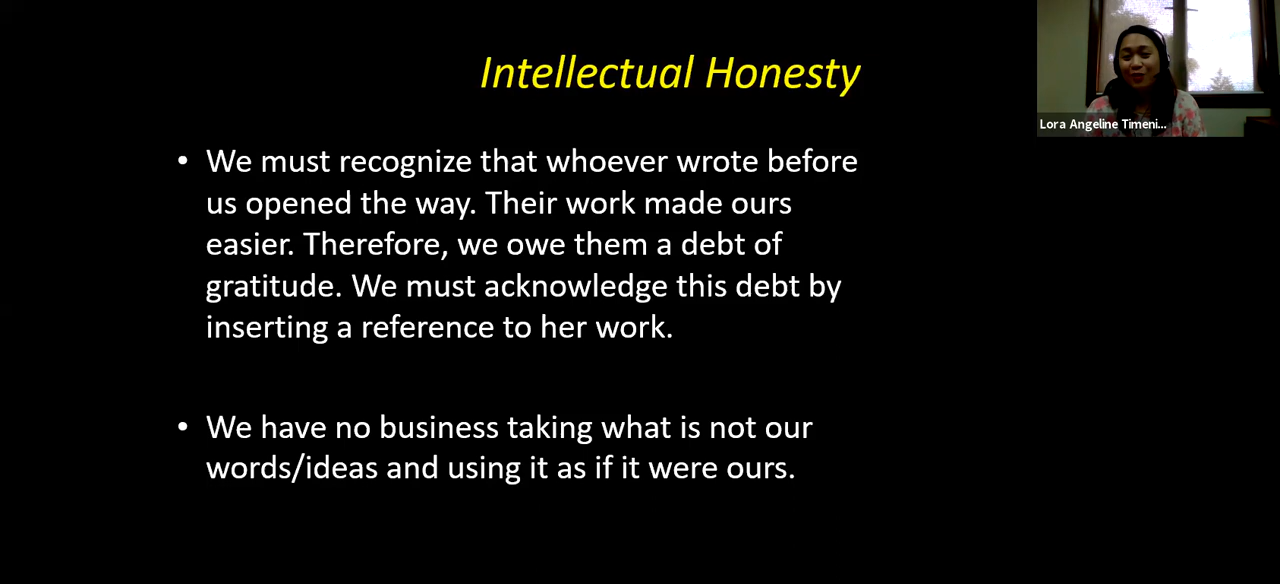 Intellectual Honesty
Lora Angeline Timeni...
• We must recognize that whoever wrote before
us opened the way. Their work made ours
easier. Therefore, we owe them a debt of
gratitude. We must acknowledge this debt by
inserting a reference to her work.
• We have no business taking what is not our
words/ideas and using it as if it were ours.